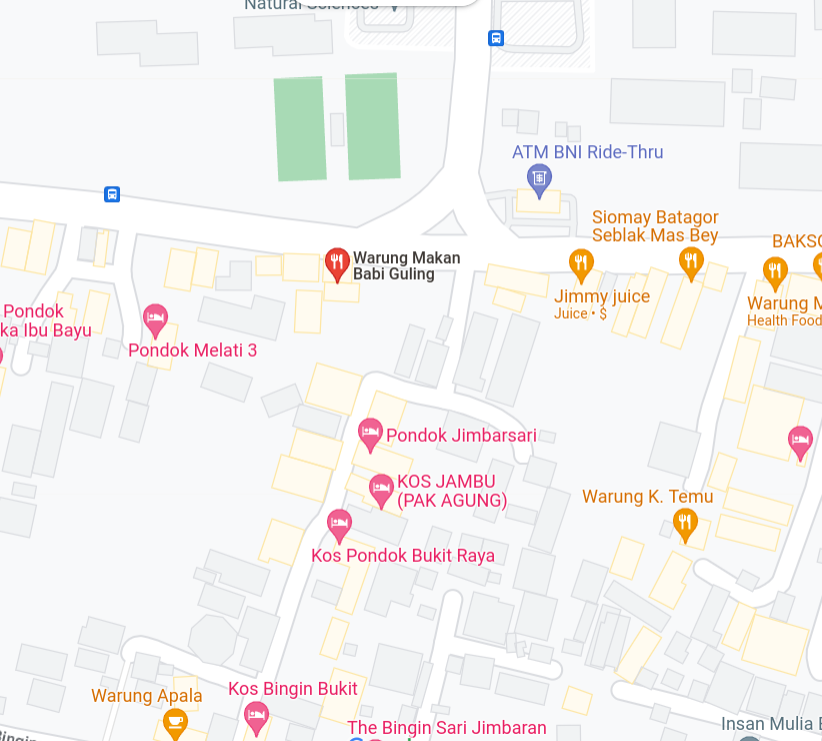 Natural Sciences
ATM BNI Ride-Thru
Siomay Batagor
Seblak Mas Bey
BAKSO
Warung Makan
Babi Guling
Jimmy juice
Juice • $
Warung M
Health Food
Pondok
ka Ibu Bayu
Pondok Melati 3
Pondok Jimbarsari
KOS JAMBU
(PAK AGUNG)
Warung K. Temu
Kos Pondok Bukit Raya
Kos Bingin Bukit
Warung Apala
The Bingin Sari Jimbaran
Insan Mulia B
Bingin